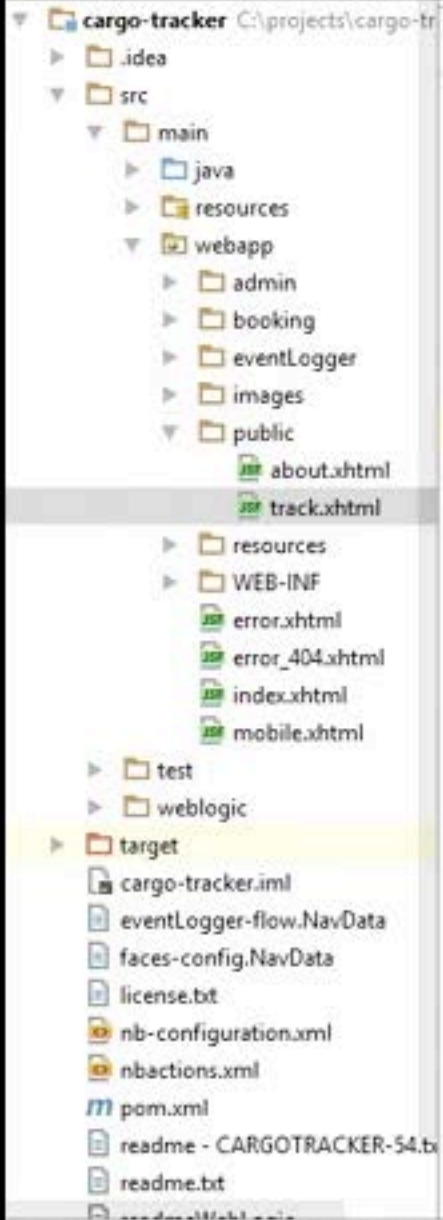 cargo-tracker C:\projects\cargo-tr
.idea
src
main
java
resources
webapp
admin
booking
eventLogger
images
public
about.xhtml
track.xhtml
resources
WEB-INF
error.xhtml
error_404.xhtml
index.xhtml
mobile.xhtml
test
weblogic
target
cargo-tracker.iml
eventLogger-flow.NavData
faces-config.NavData
license.txt
nb-configuration.xml
nbactions.xml
pom.xml
readme - CARGOTRACKER-54.tx
readme.txt
readmeWebLogic